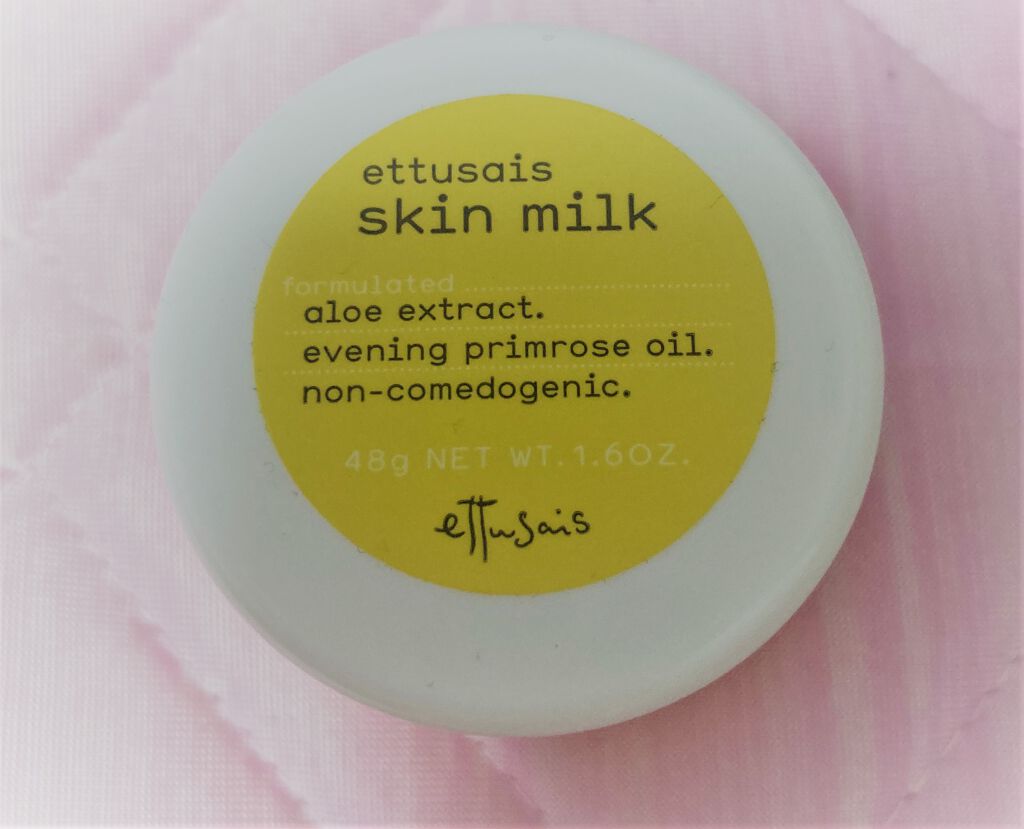 ettusais
skin milk
formulated
aloe extract.
evening primrose oil.
non-comedogenic.
48g NET WT.1.6OZ.
ettusais